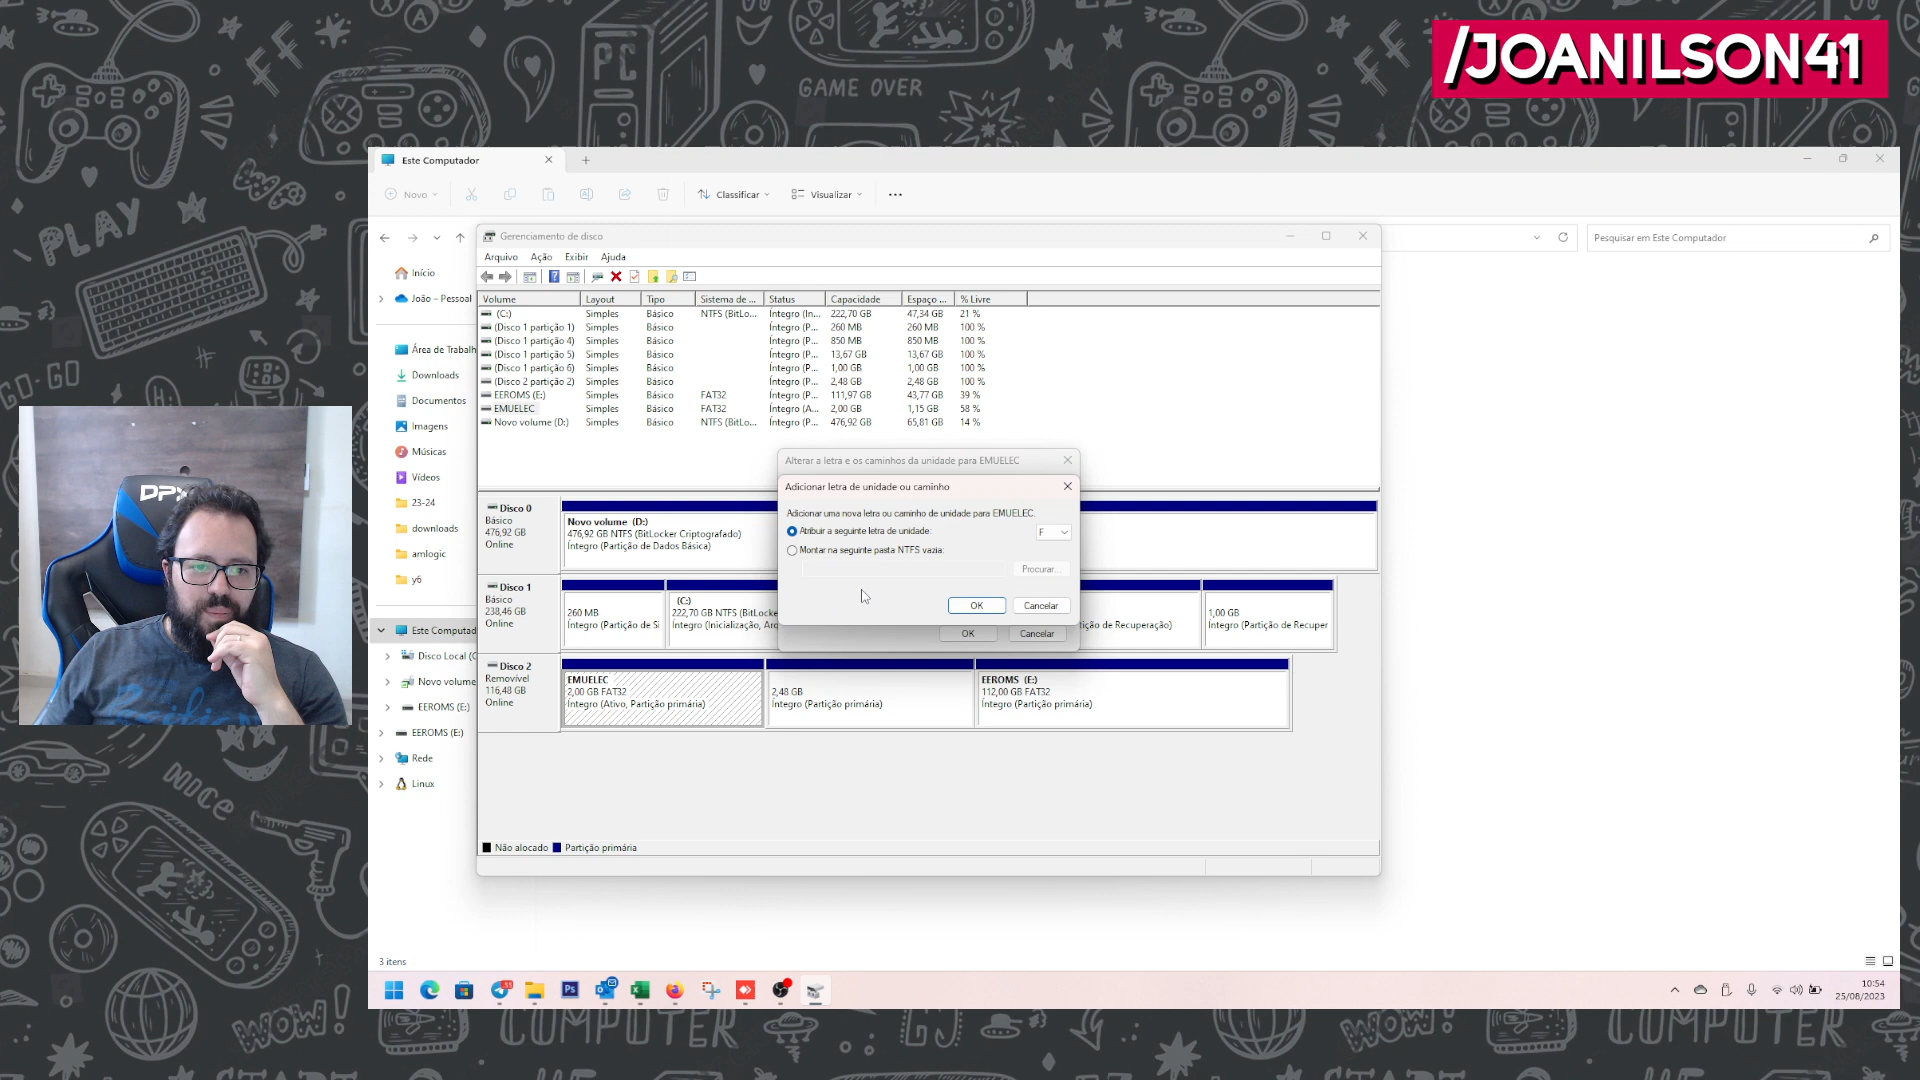 /JOANILSON41
PC
GAME OVER
FF
PLAY
GO!
NICE
WOW!
COMPUTER
GJ
WOW!
COMPUTER
DPX
Este Computador
Novo
Classificar
Visualizar
Pesquisar em Este Computador
Início
João – Pessoal
Área de Trabalh
Downloads
Documentos
Imagens
Músicas
Vídeos
23-24
downloads
amlogic
y6
Este Computad
Disco Local (C
Novo volume
EEROMS (E:)
EEROMS (E:)
Rede
Linux
3 itens
Gerenciamento de disco
Arquivo Ação Exibir Ajuda
Volume Layout Tipo Sistema de ... Status Capacidade Espaço ... % Livre
(C:) Simples Básico NTFS (BitLo... Íntegro (In... 222,70 GB 47,34 GB 21 %
(Disco 1 partição 1) Simples Básico Íntegro (P... 260 MB 260 MB 100 %
(Disco 1 partição 4) Simples Básico Íntegro (P... 850 MB 850 MB 100 %
(Disco 1 partição 5) Simples Básico Íntegro (P... 13,67 GB 13,67 GB 100 %
(Disco 1 partição 6) Simples Básico Íntegro (P... 1,00 GB 1,00 GB 100 %
(Disco 2 partição 2) Simples Básico Íntegro (P... 2,48 GB 2,48 GB 100 %
EEROMS (E:) Simples Básico FAT32 Íntegro (P... 111,97 GB 43,77 GB 39 %
EMUELEC Simples Básico FAT32 Íntegro (A... 2,00 GB 1,15 GB 58 %
Novo volume (D:) Simples Básico NTFS (BitLo... Íntegro (P... 476,92 GB 65,81 GB 14 %
Alterar a letra e os caminhos da unidade para EMUELEC
Adicionar letra de unidade ou caminho
Adicionar uma nova letra ou caminho de unidade para EMUELEC.
Atribuir a seguinte letra de unidade: F
Montar na seguinte pasta NTFS vazia:
Procurar...
OK Cancelar
OK Cancelar
Disco 0
Básico
476,92 GB
Online
Novo volume (D:)
476,92 GB NTFS (BitLocker Criptografado)
Íntegro (Partição de Dados Básica)
Disco 1
Básico
238,46 GB
Online
260 MB
Íntegro (Partição de Si
(C:)
222,70 GB NTFS (BitLocke
Íntegro (Inicialização, Arq
tição de Recuperação)
1,00 GB
Íntegro (Partição de Recuper
Disco 2
Removível
116,48 GB
Online
EMUELEC
2,00 GB FAT32
Íntegro (Ativo, Partição primária)
2,48 GB
Íntegro (Partição primária)
EEROMS (E:)
112,00 GB FAT32
Íntegro (Partição primária)
Não alocado Partição primária
Ps
10:54
25/08/2023